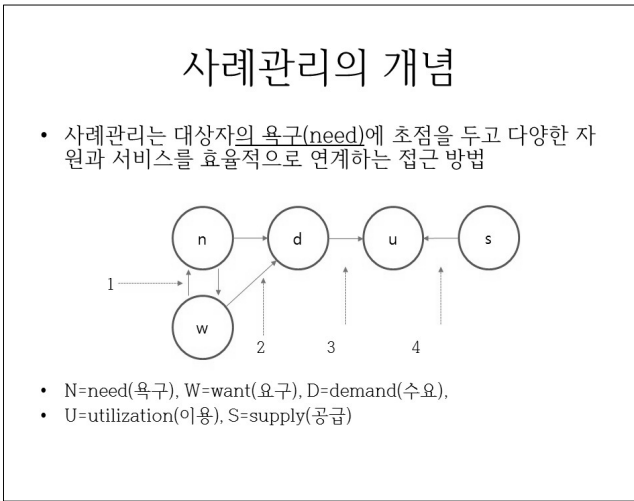 사례관리의 개념
• 사례관리는 대상자의 욕구(need)에 초점을 두고 다양한 자
원과 서비스를 효율적으로 연계하는 접근 방법
n d u s
1
w
2 3 4
• N=need(욕구), W=want(요구), D=demand(수요),
• U=utilization(이용), S=supply(공급)